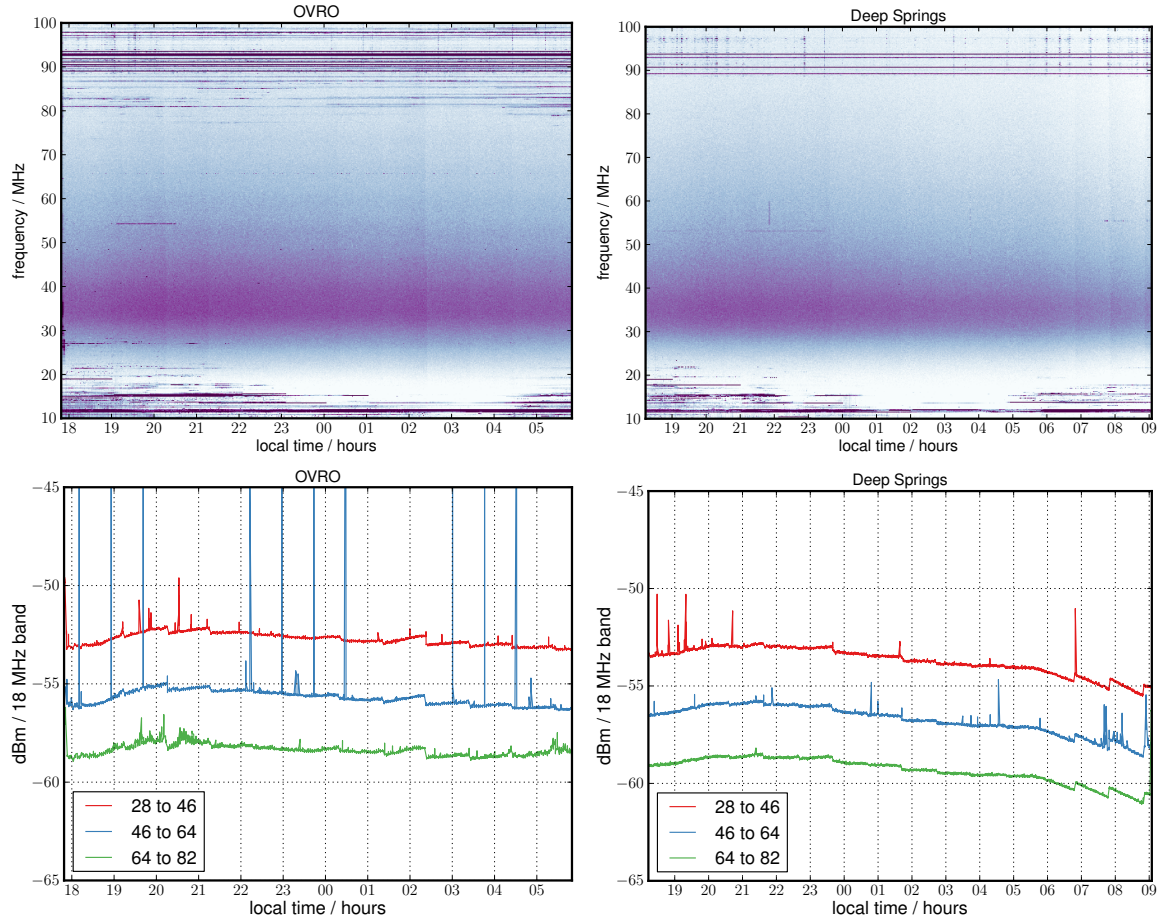 OVRO
100
90
80
70
60
50
40
30
20
10
frequency / MHz
18 19 20 21 22 23 00 01 02 03 04 05
local time / hours
Deep Springs
100
90
80
70
60
50
40
30
20
10
frequency / MHz
19 20 21 22 23 00 01 02 03 04 05 06 07 08 09
local time / hours
OVRO
−45
−50
−55
−60
−65
dBm / 18 MHz band
28 to 46
46 to 64
64 to 82
18 19 20 21 22 23 00 01 02 03 04 05
local time / hours
Deep Springs
−45
−50
−55
−60
−65
dBm / 18 MHz band
28 to 46
46 to 64
64 to 82
19 20 21 22 23 00 01 02 03 04 05 06 07 08 09
local time / hours